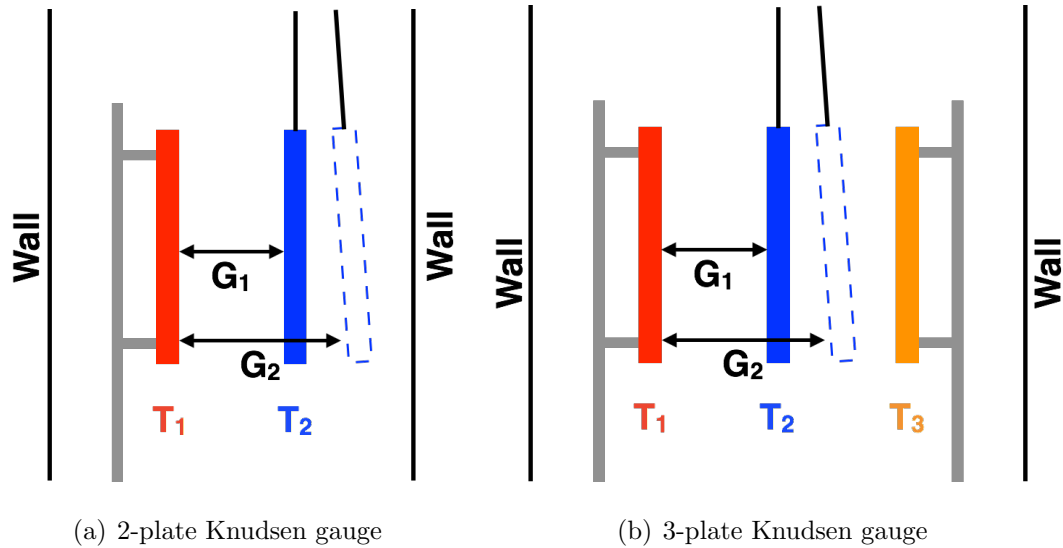 Wall
G₁
G₂
T₁
T₂
Wall
Wall
G₁
G₂
T₁
T₂
T₃
Wall
(a) 2-plate Knudsen gauge
(b) 3-plate Knudsen gauge